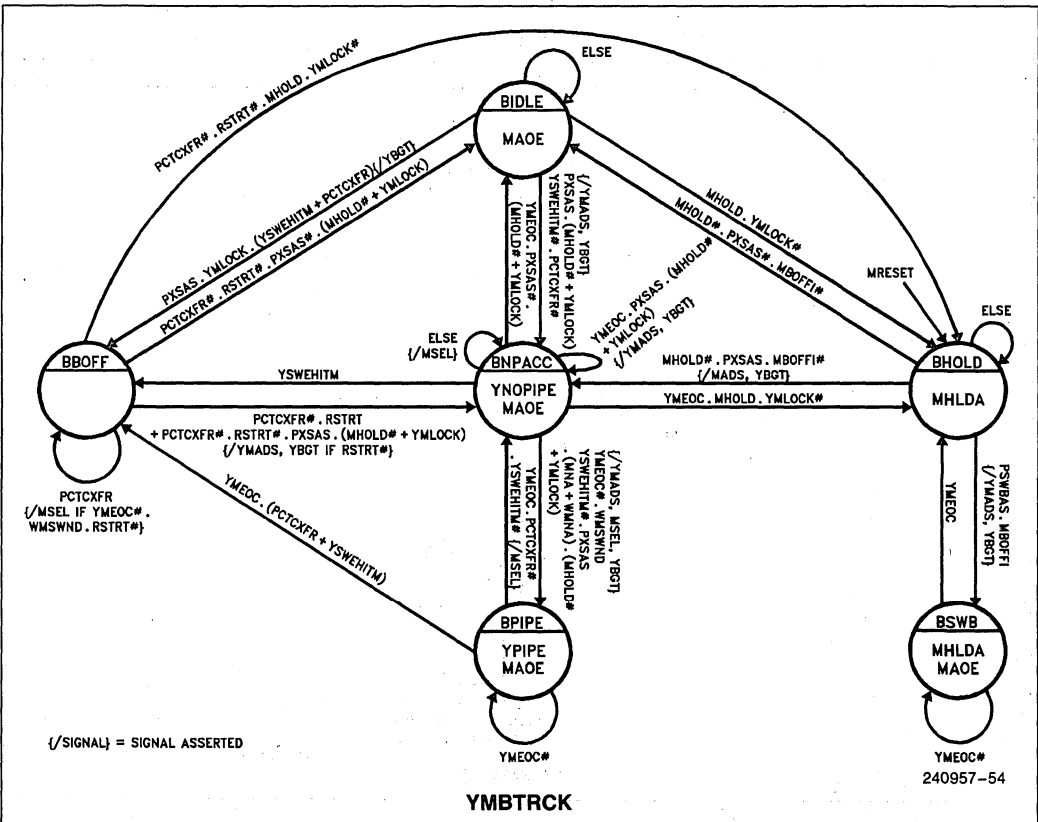 ELSE
PCTCXFR#.RSTRT#.MHOLD.YMLOCK#
BIDLE
MAOE
PXSAS.YMLOCK.(YSWEHITM+PCTCXFR){/YBGT}
PCTCXFR#.RSTRT#.PXSAS#.(MHOLD#+YMLOCK)
YMEOC.PXSAS#.
(MHOLD#+YMLOCK)
{/YMADS, YBGT}
PXSAS.(MHOLD#+YMLOCK)
YSWEHITM#.PCTCXFR#
MHOLD.YMLOCK#
MHOLD#.PXSAS#.MBOFFI#
YMEOC.PXSAS.(MHOLD#
+YMLOCK)
{/YMADS, YBGT}
MRESET
ELSE
BBOFF
ELSE
{/MSEL}
BNPACC
YNOPIPE
MAOE
MHOLD#.PXSAS.MBOFFI#
{/MADS, YBGT}
BHOLD
MHLDA
YSWEHITM
YMEOC.MHOLD.YMLOCK#
PCTCXFR#.RSTRT
+PCTCXFR#.RSTRT#.PXSAS.(MHOLD#+YMLOCK)
{/YMADS, YBGT IF RSTRT#}
PCTCXFR
{/MSEL IF YMEOC#.
WMSWND.RSTRT#}
YMEOC.(PCTCXFR+YSWEHITM)
YMEOC.PCTCXFR#
.YSWEHITM# {/MSEL}
{/YMADS, MSEL, YBGT}
YMEOC#.WMSWND
YSWEHITM#.PXSAS
.(MNA+WMNA).(MHOLD#
+YMLOCK)
YMEOC
PSWBAS.MBOFFI
{/YMADS, YBGT}
BPIPE
YPIPE
MAOE
BSWB
MHLDA
MAOE
{/SIGNAL} = SIGNAL ASSERTED
YMEOC#
YMEOC#
240957-54
YMBTRCK